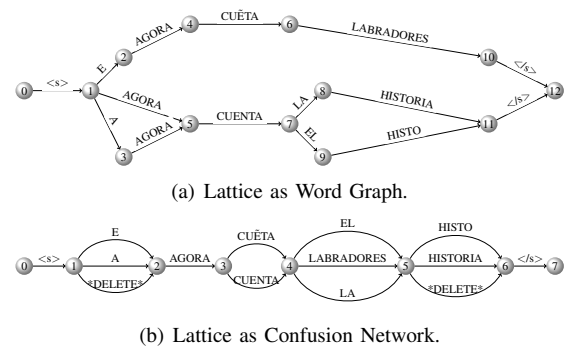 E
AGORA
CUẼTA
LABRADORES
</s>
<s>
AGORA
A
AGORA
CUENTA
LA
EL
HISTORIA
HISTO
</s>
0 1 2 3 4 5 6 7 8 9 10 11 12
(a) Lattice as Word Graph.
E
A
*DELETE*
<s>
AGORA
CUẼTA
CUENTA
EL
LABRADORES
LA
HISTO
HISTORIA
*DELETE*
</s>
0 1 2 3 4 5 6 7
(b) Lattice as Confusion Network.